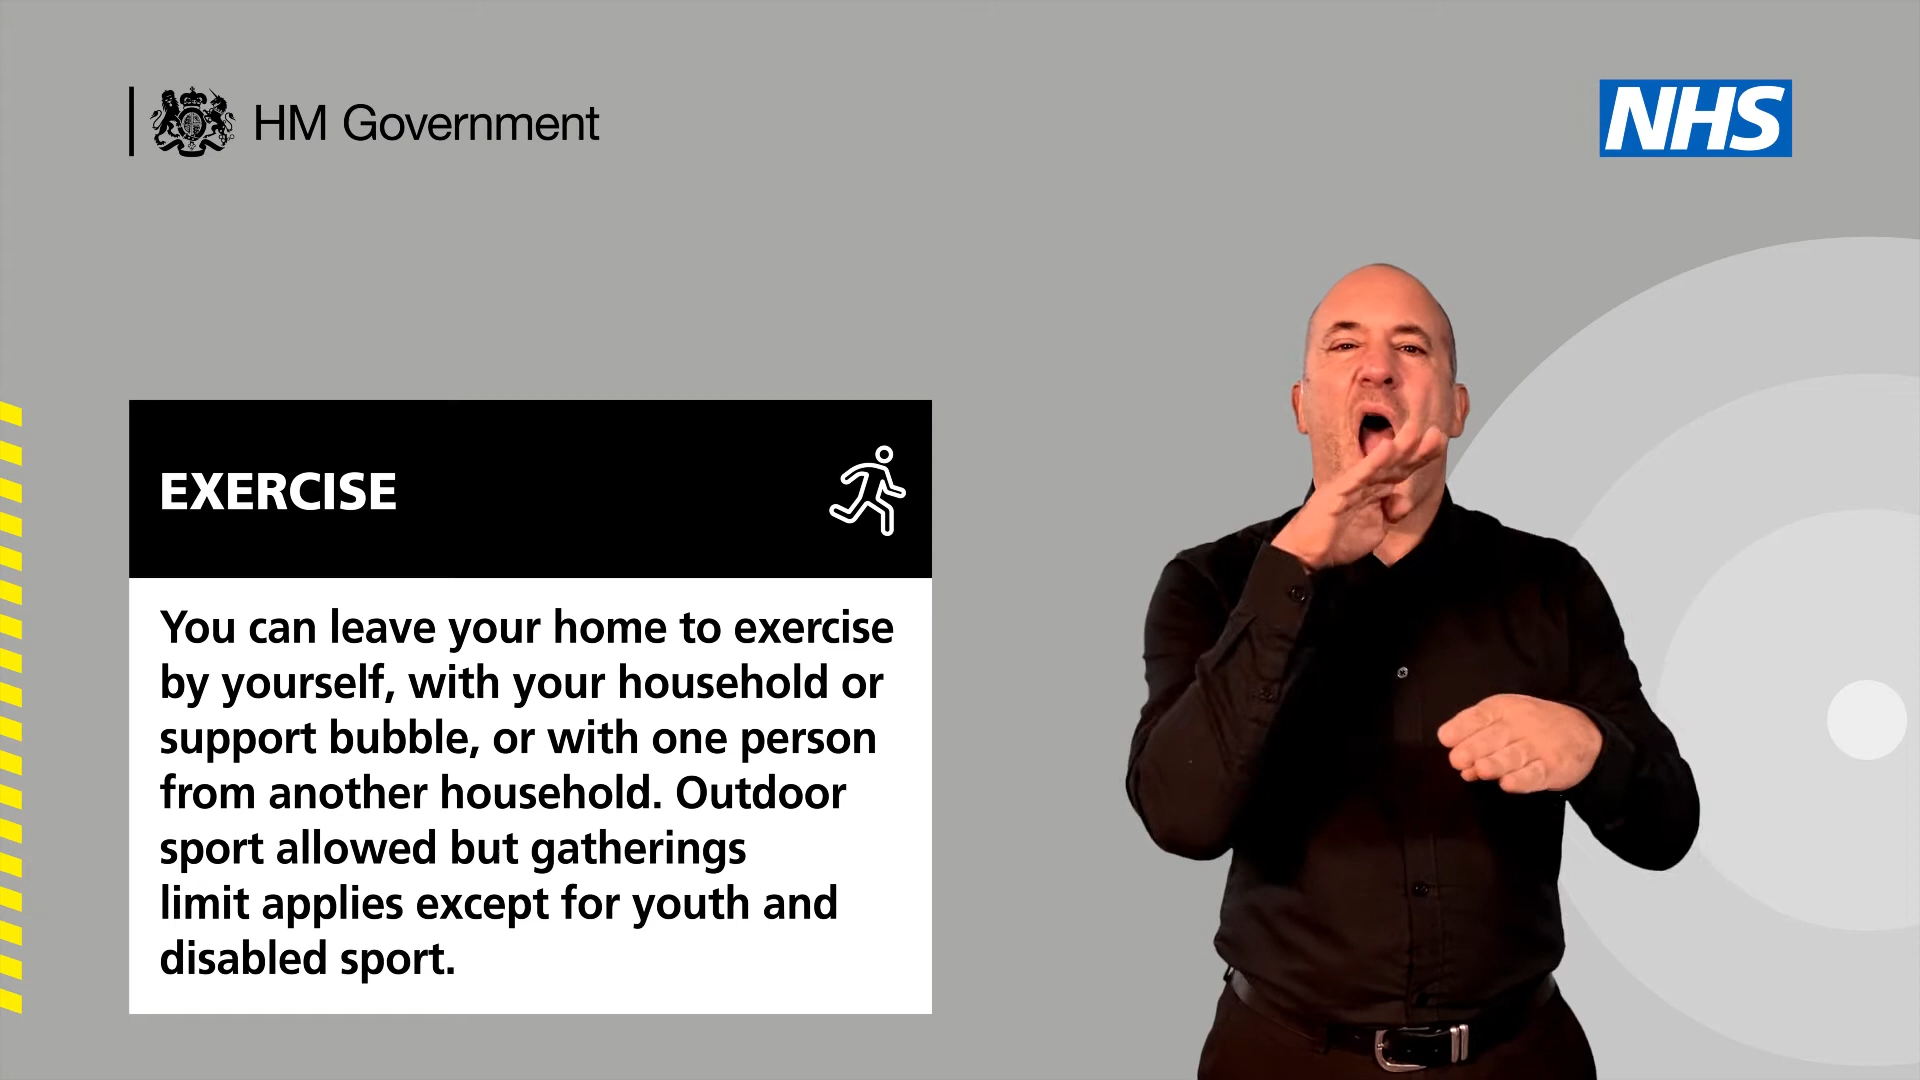 HM Government
NHS
EXERCISE
You can leave your home to exercise
by yourself, with your household or
support bubble, or with one person
from another household. Outdoor
sport allowed but gatherings
limit applies except for youth and
disabled sport.